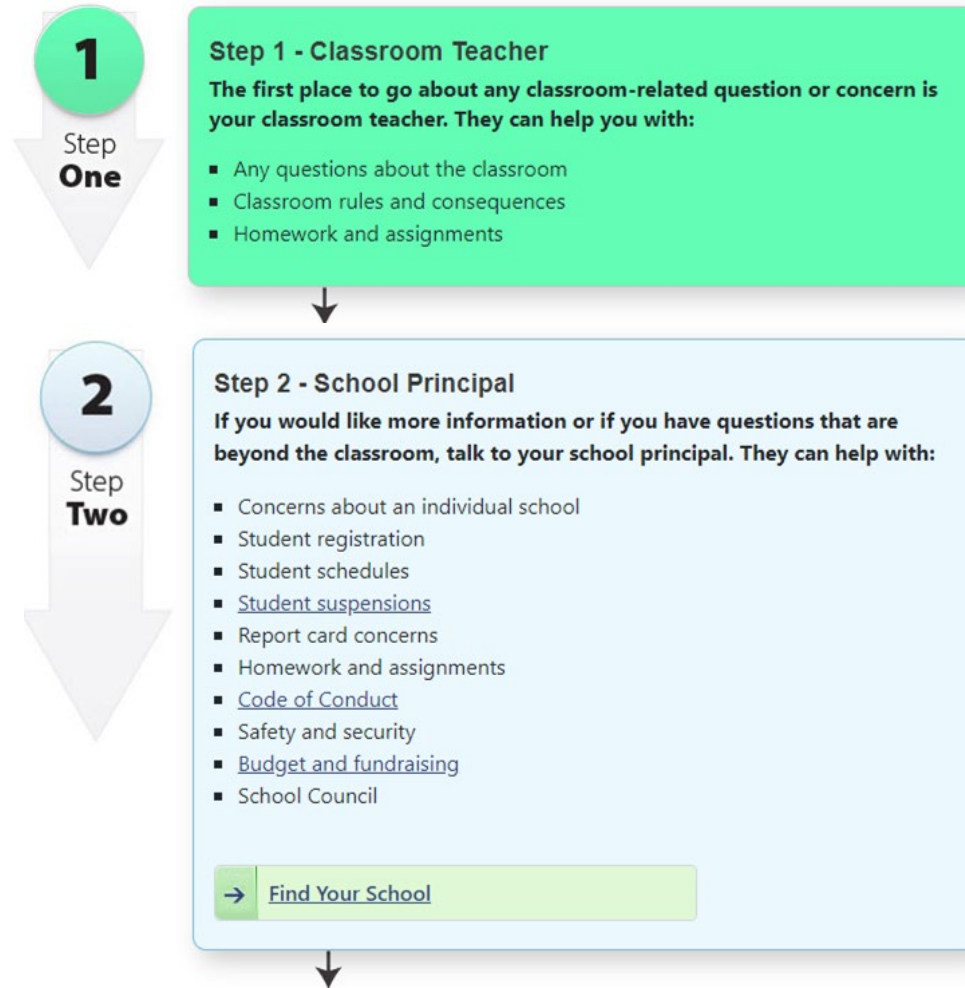 1
Step
One
Step 1 - Classroom Teacher
The first place to go about any classroom-related question or concern is
your classroom teacher. They can help you with:
▪ Any questions about the classroom
▪ Classroom rules and consequences
▪ Homework and assignments
2
Step
Two
Step 2 - School Principal
If you would like more information or if you have questions that are
beyond the classroom, talk to your school principal. They can help with:
▪ Concerns about an individual school
▪ Student registration
▪ Student schedules
▪ Student suspensions
▪ Report card concerns
▪ Homework and assignments
▪ Code of Conduct
▪ Safety and security
▪ Budget and fundraising
▪ School Council
→ Find Your School